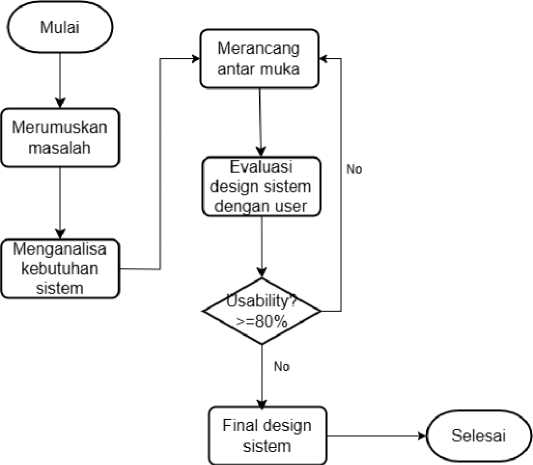 Mulai
Merumuskan
masalah
Menganalisa
kebutuhan
sistem
Merancang
antar muka
Evaluasi
design sistem
dengan user
Usability?
>=80%
No
No
Final design
sistem
Selesai